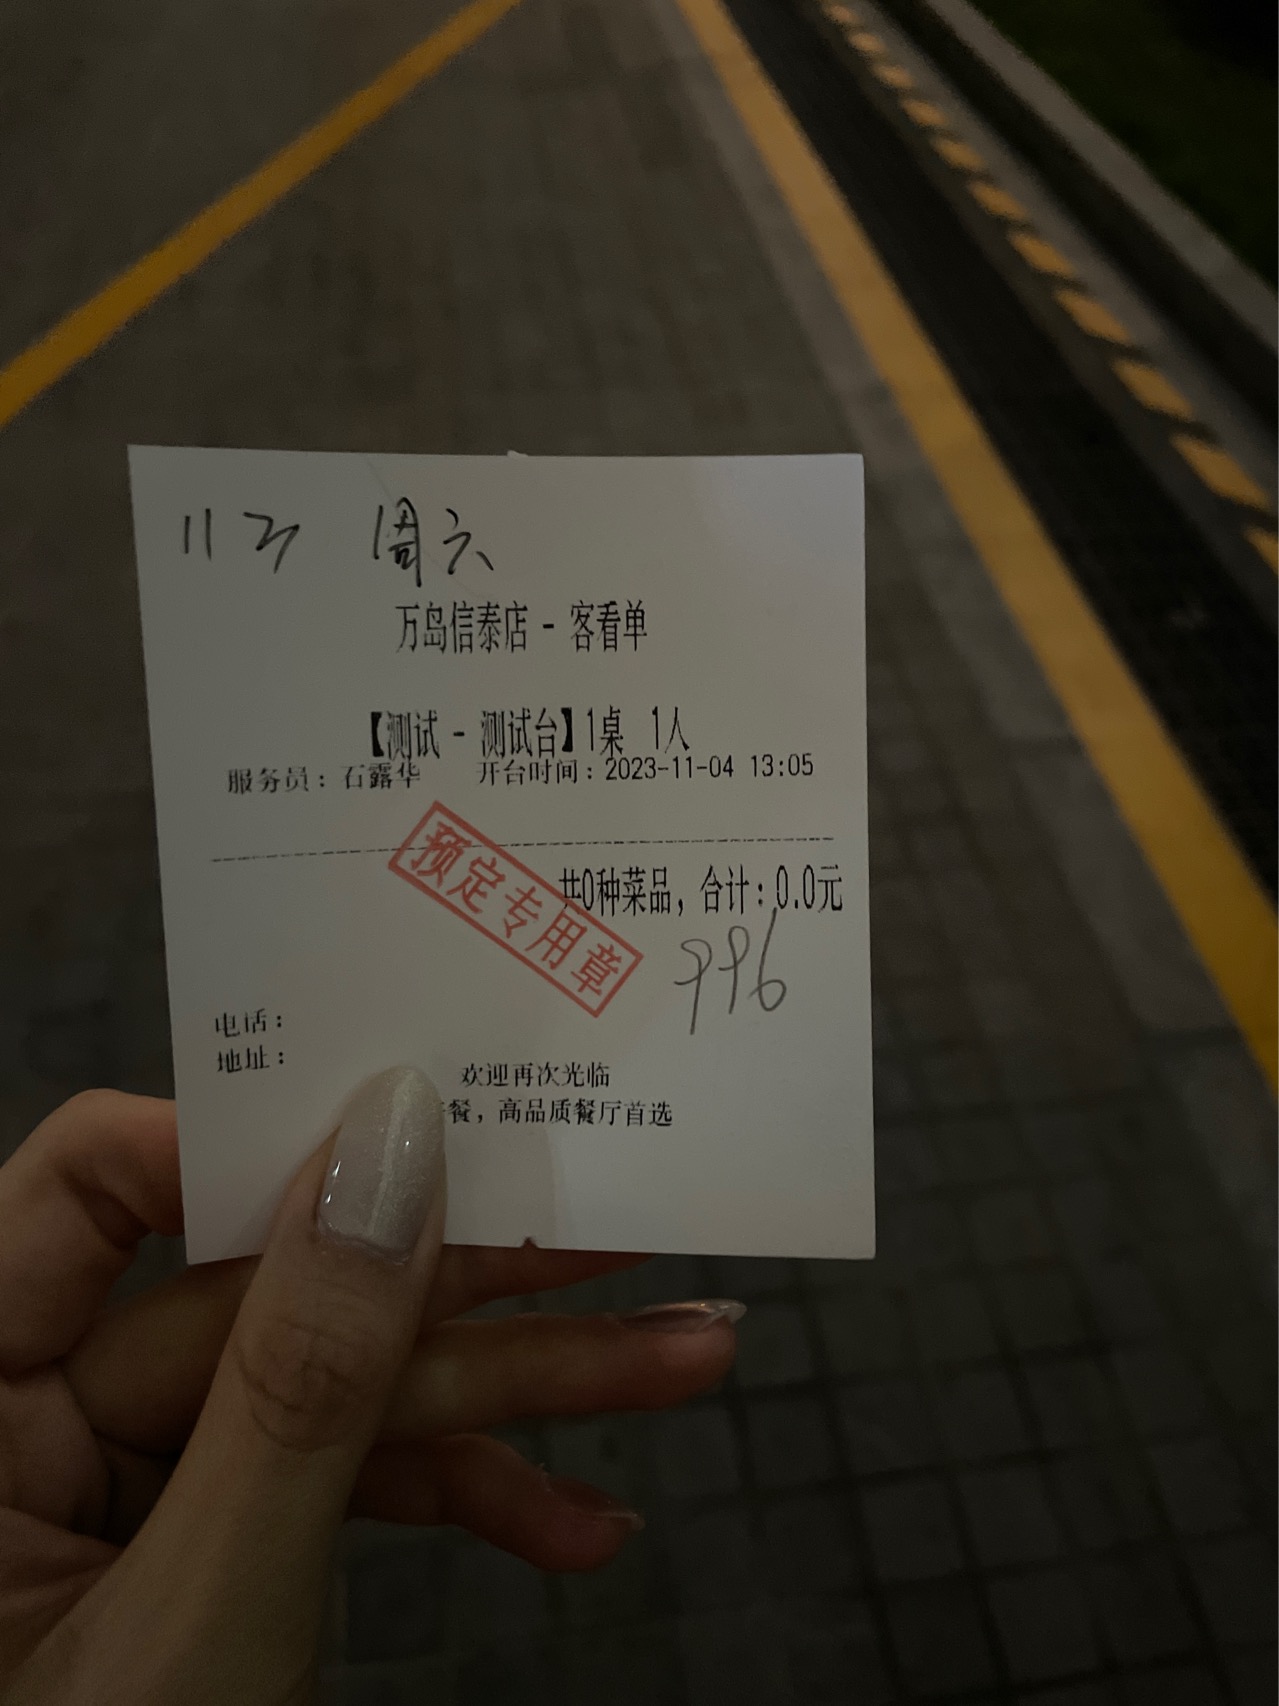 周六
万岛信泰店 - 客看单
【测试 - 测试台】1桌 1人
服务员：石露华 开台时间：2023-11-04 13:05
共0种菜品，合计：0.0元
预定专用章
996
电话：
地址：
欢迎再次光临
餐，高品质餐厅首选